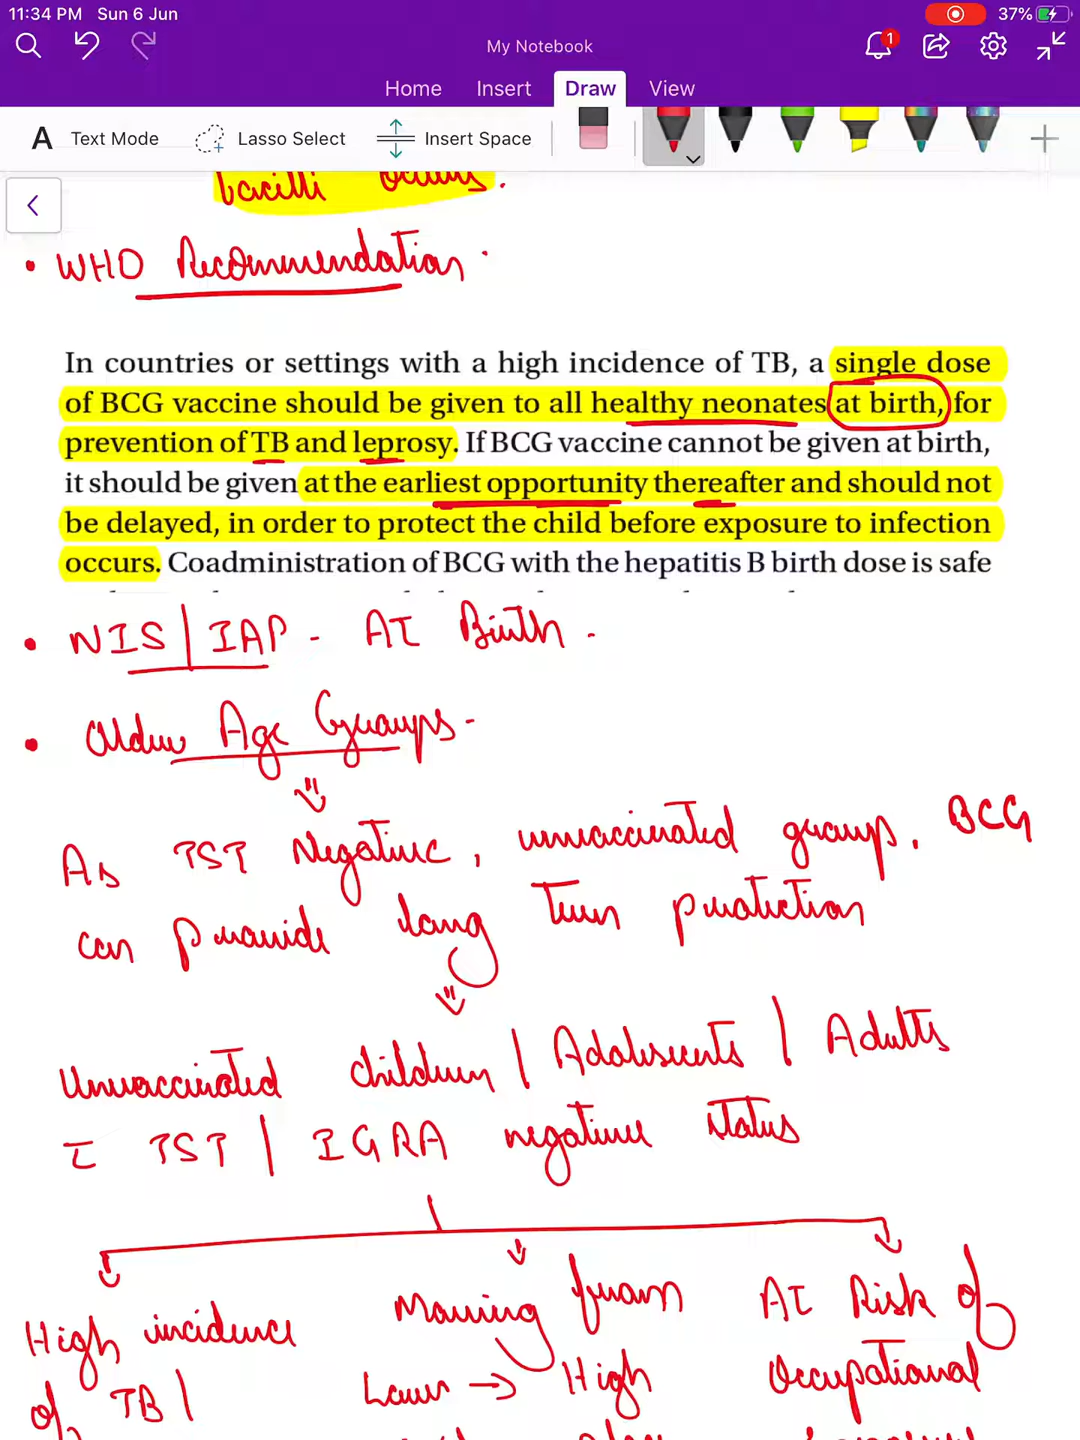 11:34 PM Sun 6 Jun
37%
My Notebook
1
Home Insert Draw View
A Text Mode Lasso Select Insert Space
bacilli occurs.
• WHO Recommendation.
In countries or settings with a high incidence of TB, a single dose
of BCG vaccine should be given to all healthy neonates at birth, for
prevention of TB and leprosy. If BCG vaccine cannot be given at birth,
it should be given at the earliest opportunity thereafter and should not
be delayed, in order to protect the child before exposure to infection
occurs. Coadministration of BCG with the hepatitis B birth dose is safe
• NIS | IAP - AT Birth.
• Older Age Groups-
As TST Negative, unvaccinated group. BCG
can provide long term protection
Unvaccinated children | Adolescents | Adults
TST | IGRA negative status
High incidence Moving from AT Risk of
of TB | Low → High Occupational